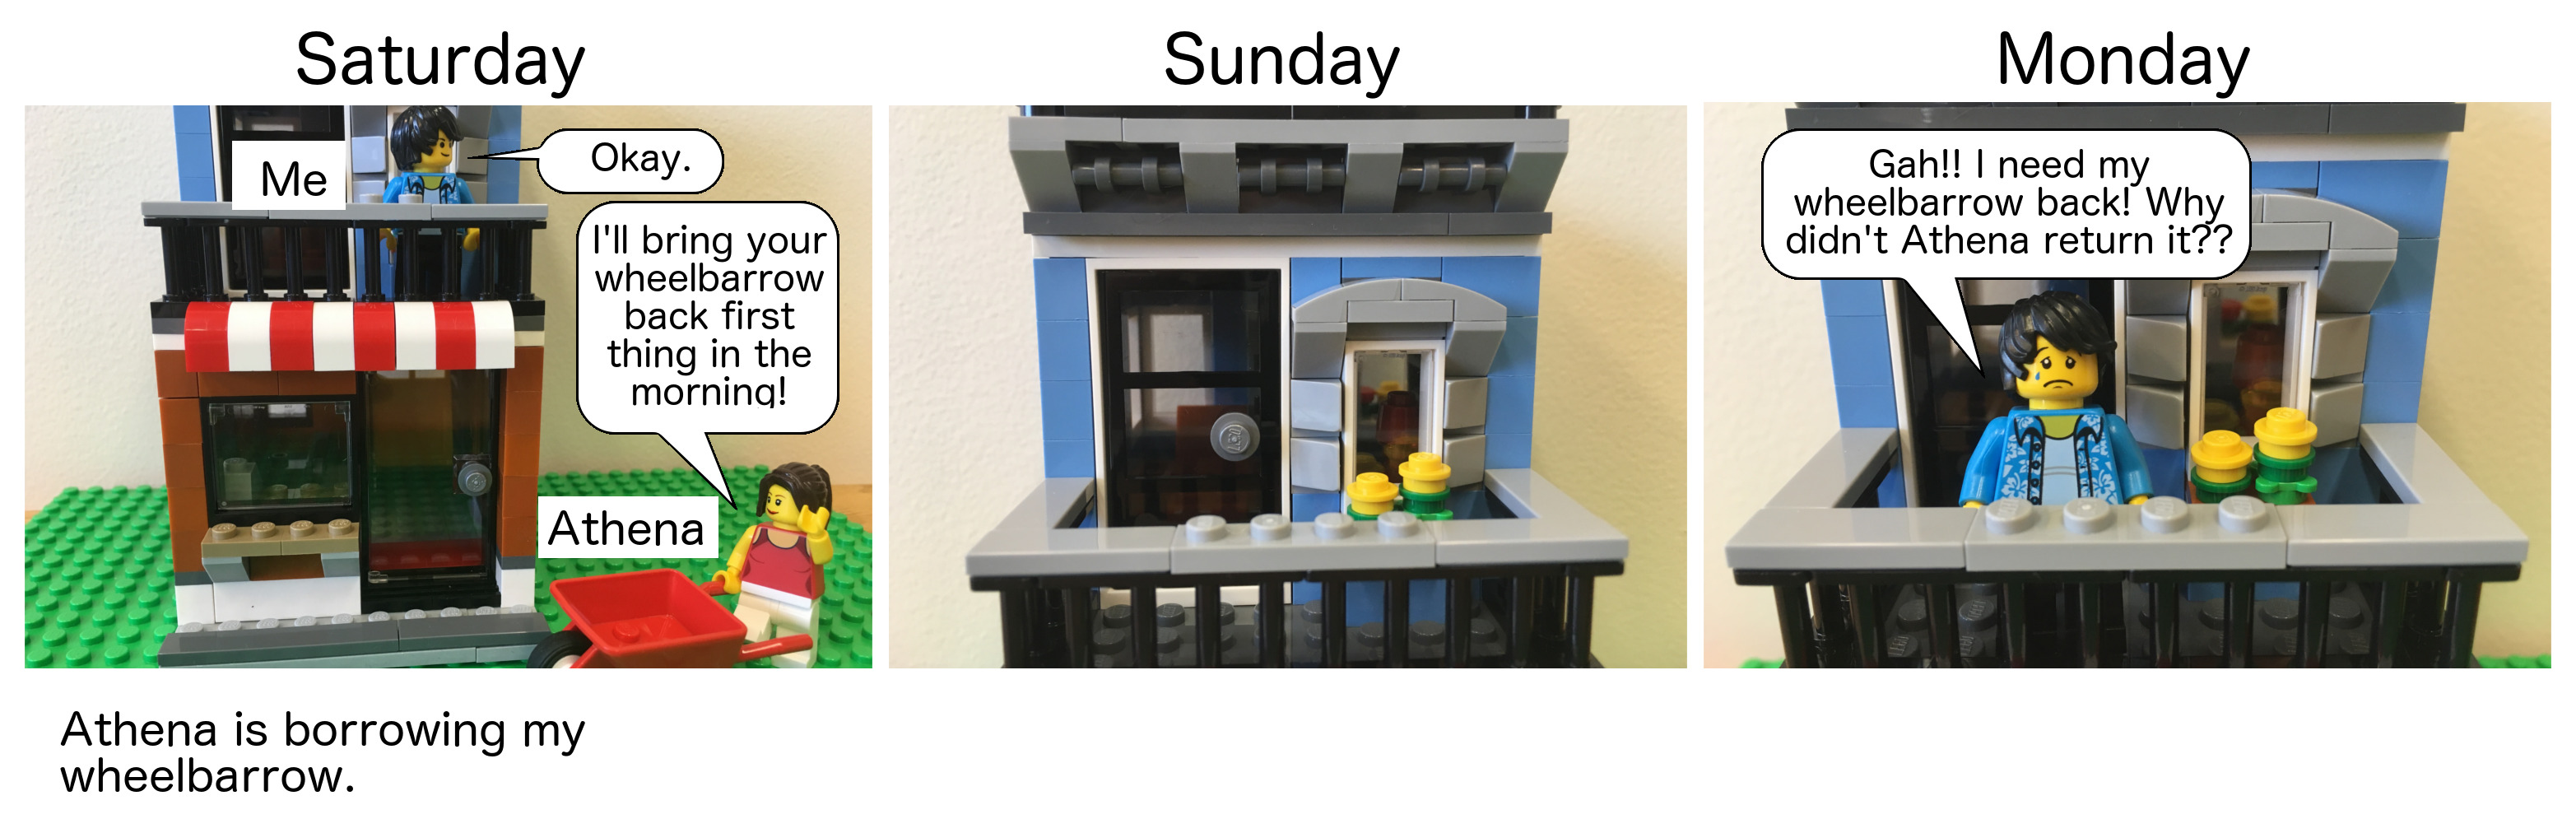 Saturday
Sunday
Monday
Me
Okay.
I'll bring your
wheelbarrow
back first
thing in the
morning!
Athena
Gah!! I need my
wheelbarrow back! Why
didn't Athena return it??
Athena is borrowing my
wheelbarrow.